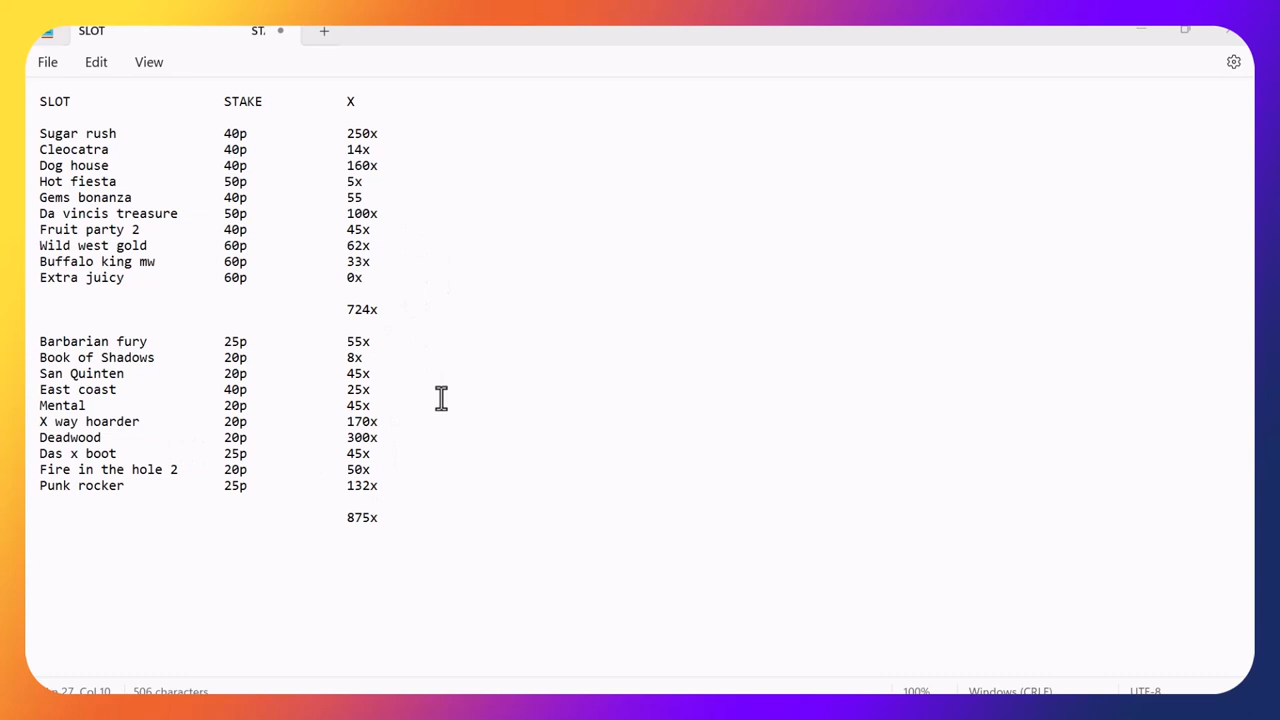 SLOT ST.
File Edit View
SLOT STAKE X
Sugar rush 40p 250x
Cleocatra 40p 14x
Dog house 40p 160x
Hot fiesta 50p 5x
Gems bonanza 40p 55
Da vincis treasure 50p 100x
Fruit party 2 40p 45x
Wild west gold 60p 62x
Buffalo king mw 60p 33x
Extra juicy 60p 0x
724x
Barbarian fury 25p 55x
Book of Shadows 20p 8x
San Quinten 20p 45x
East coast 40p 25x
Mental 20p 45x
X way hoarder 20p 170x
Deadwood 20p 300x
Das x boot 25p 45x
Fire in the hole 2 20p 50x
Punk rocker 25p 132x
875x
27, Col 10 506 characters 100% Windows (CRLF) UTF-8